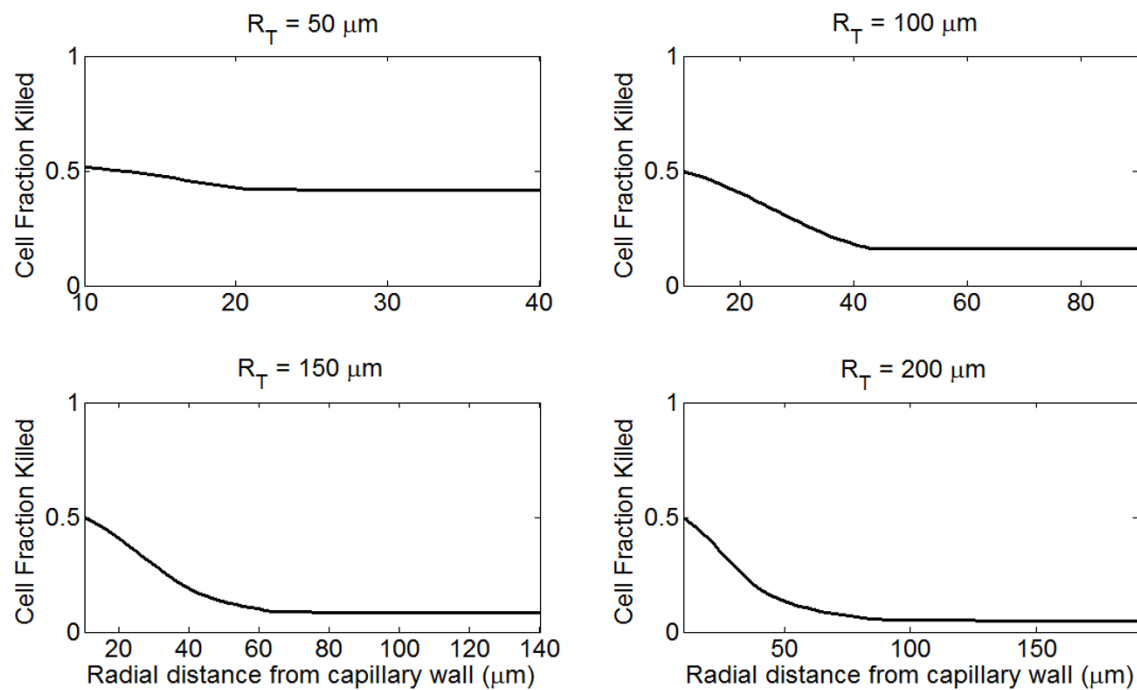 R_T = 50 μm
Cell Fraction Killed
1
0.5
0
10 20 30 40
R_T = 100 μm
Cell Fraction Killed
1
0.5
0
20 40 60 80
R_T = 150 μm
Cell Fraction Killed
1
0.5
0
20 40 60 80 100 120 140
Radial distance from capillary wall (μm)
R_T = 200 μm
Cell Fraction Killed
1
0.5
0
50 100 150
Radial distance from capillary wall (μm)